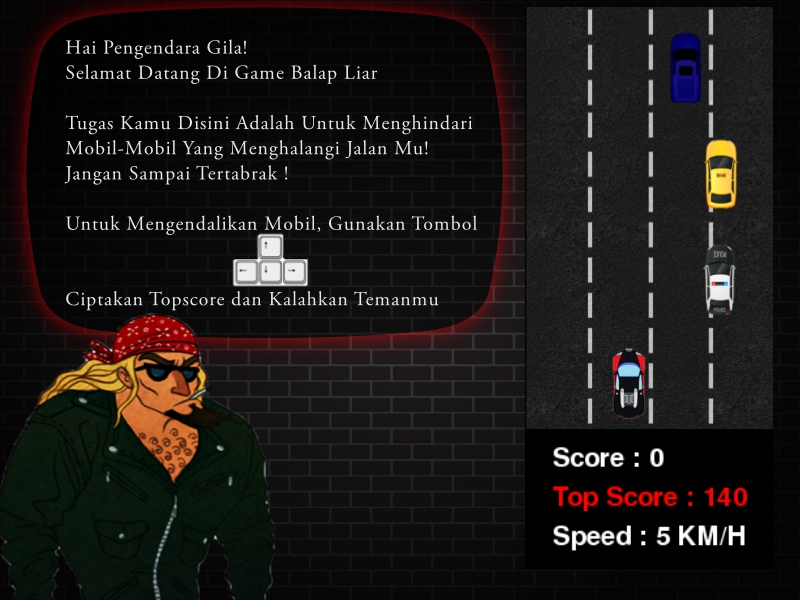 Hai Pengendara Gila!
Selamat Datang Di Game Balap Liar
Tugas Kamu Disini Adalah Untuk Menghindari
Mobil-Mobil Yang Menghalangi Jalan Mu!
Jangan Sampai Tertabrak !
Untuk Mengendalikan Mobil, Gunakan Tombol
↑
← ↓ →
Ciptakan Topscore dan Kalahkan Temanmu
POLICE
POLICE
Score : 0
Top Score : 140
Speed : 5 KM/H